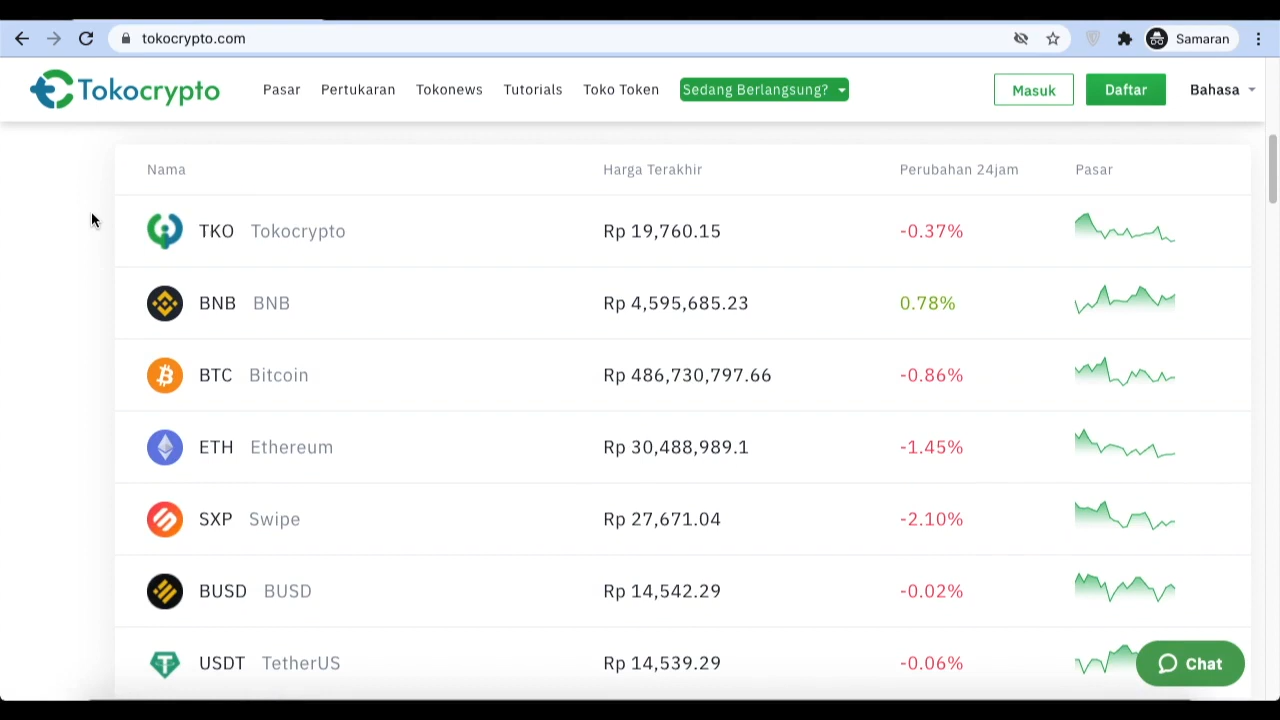 tokocrypto.com
Samaran
Tokocrypto
Pasar Pertukaran Tokonews Tutorials Toko Token Sedang Berlangsung? Masuk Daftar Bahasa
Nama Harga Terakhir Perubahan 24jam Pasar
TKO Tokocrypto Rp 19,760.15 -0.37%
BNB BNB Rp 4,595,685.23 0.78%
BTC Bitcoin Rp 486,730,797.66 -0.86%
ETH Ethereum Rp 30,488,989.1 -1.45%
SXP Swipe Rp 27,671.04 -2.10%
BUSD BUSD Rp 14,542.29 -0.02%
USDT TetherUS Rp 14,539.29 -0.06%
Chat